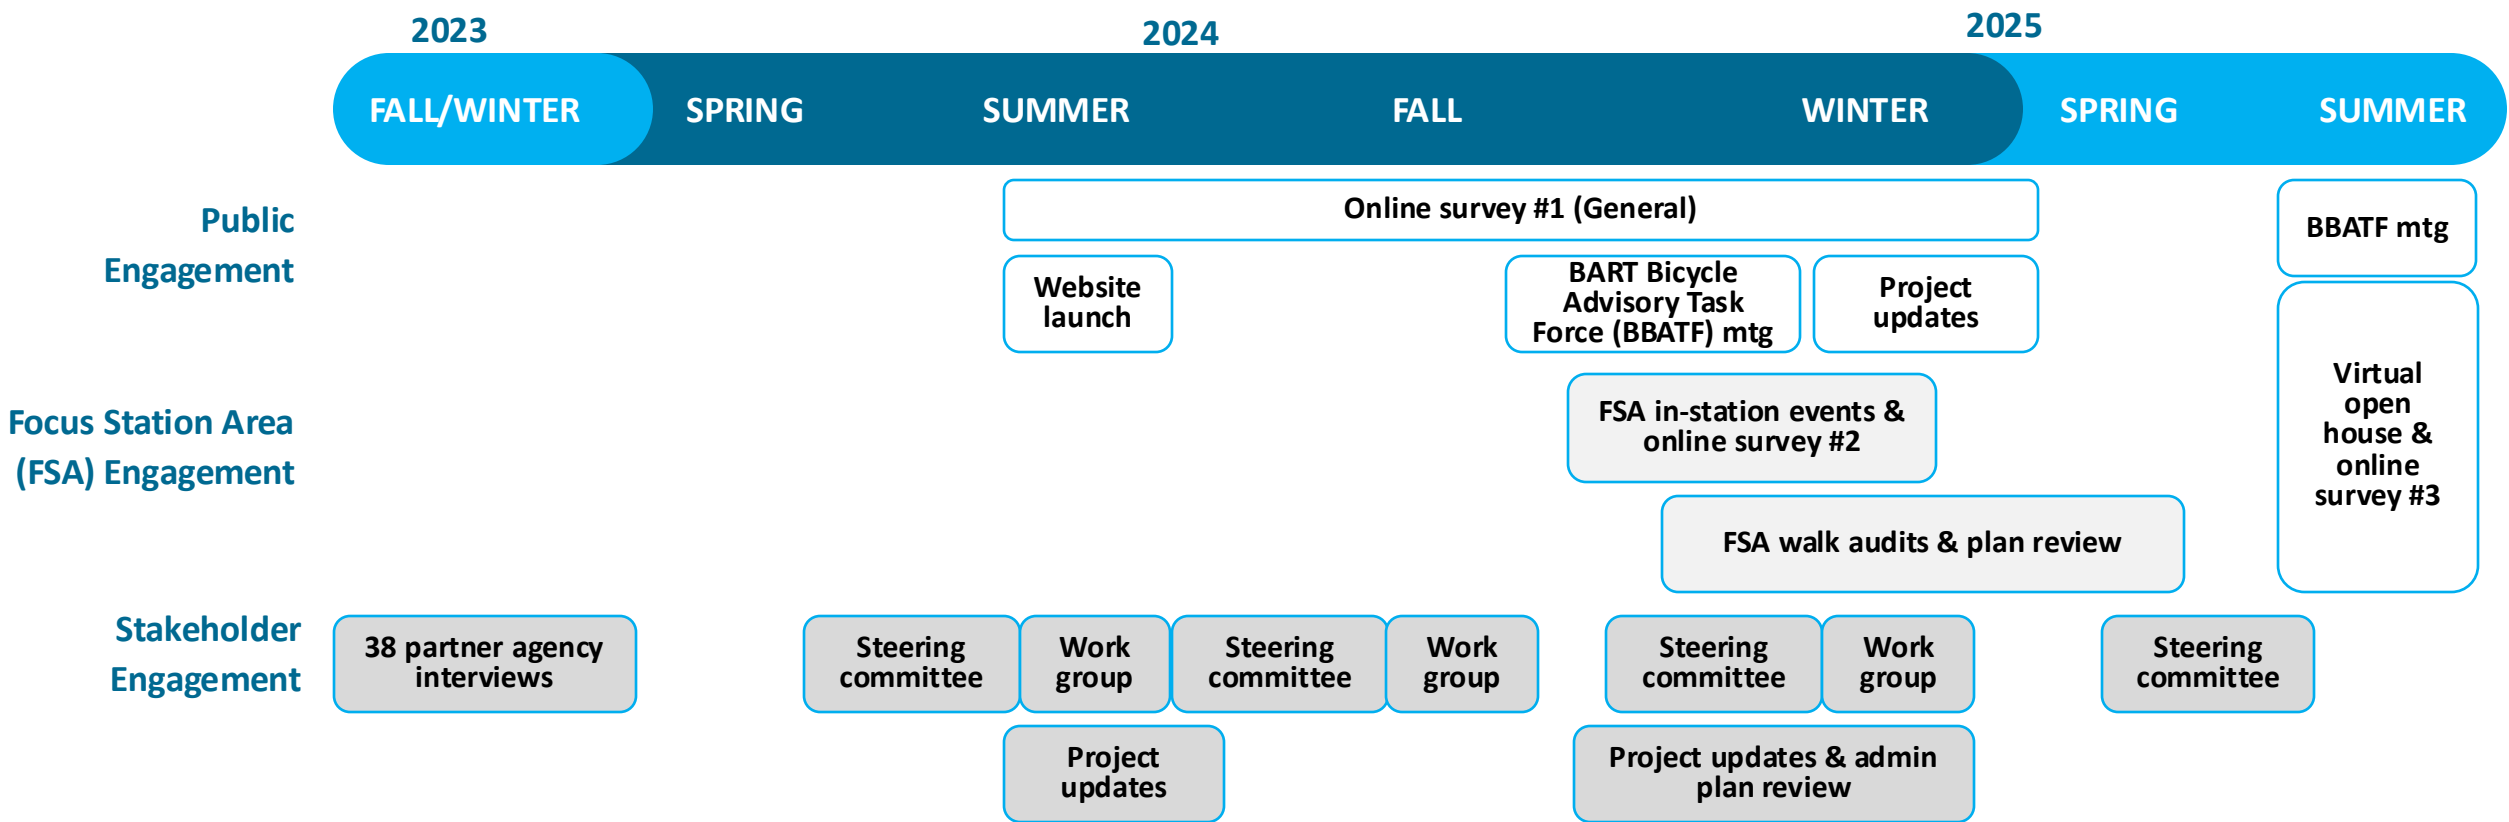 2023
2024
2025
FALL/WINTER
SPRING
SUMMER
FALL
WINTER
SPRING
SUMMER
Public
Engagement
Online survey #1 (General)
BBATF mtg
Website
launch
BART Bicycle
Advisory Task
Force (BBATF) mtg
Project
updates
Virtual
open
house &
online
survey #3
Focus Station Area
(FSA) Engagement
FSA in-station events &
online survey #2
FSA walk audits & plan review
Stakeholder
Engagement
38 partner agency
interviews
Steering
committee
Work
group
Steering
committee
Work
group
Steering
committee
Work
group
Steering
committee
Project
updates
Project updates & admin
plan review